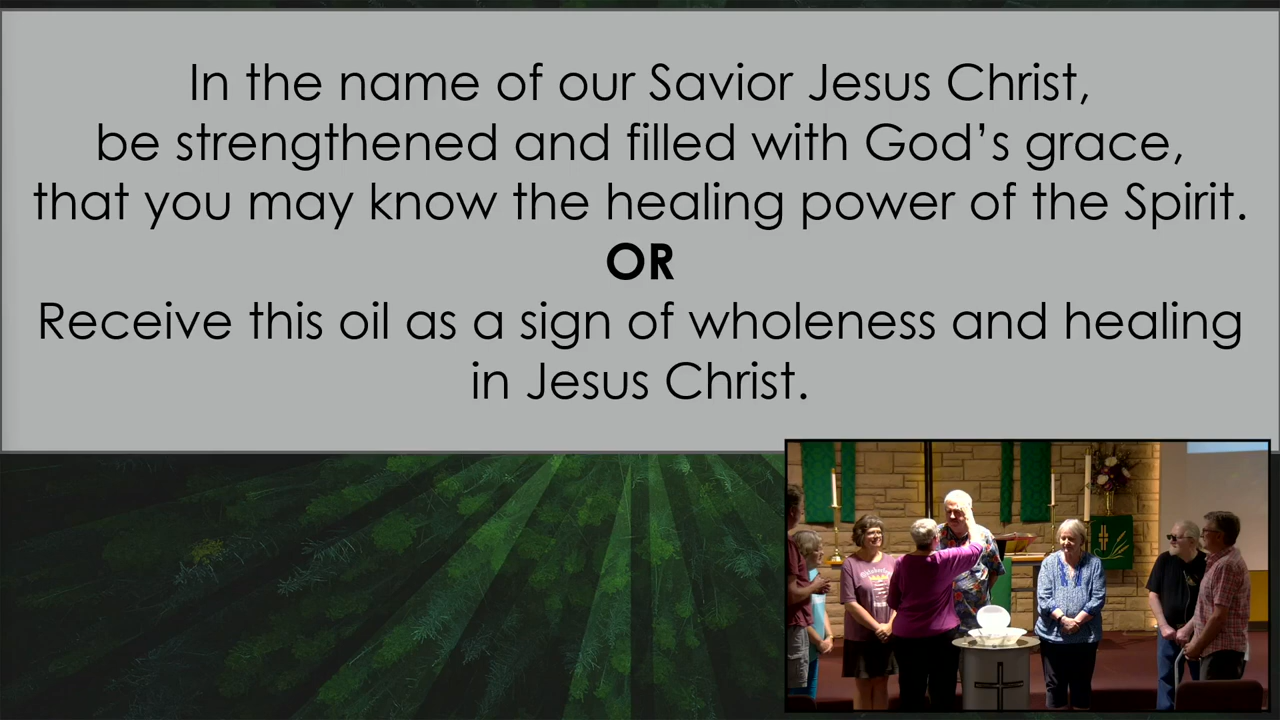 In the name of our Savior Jesus Christ,
be strengthened and filled with God’s grace,
that you may know the healing power of the Spirit.
OR
Receive this oil as a sign of wholeness and healing
in Jesus Christ.